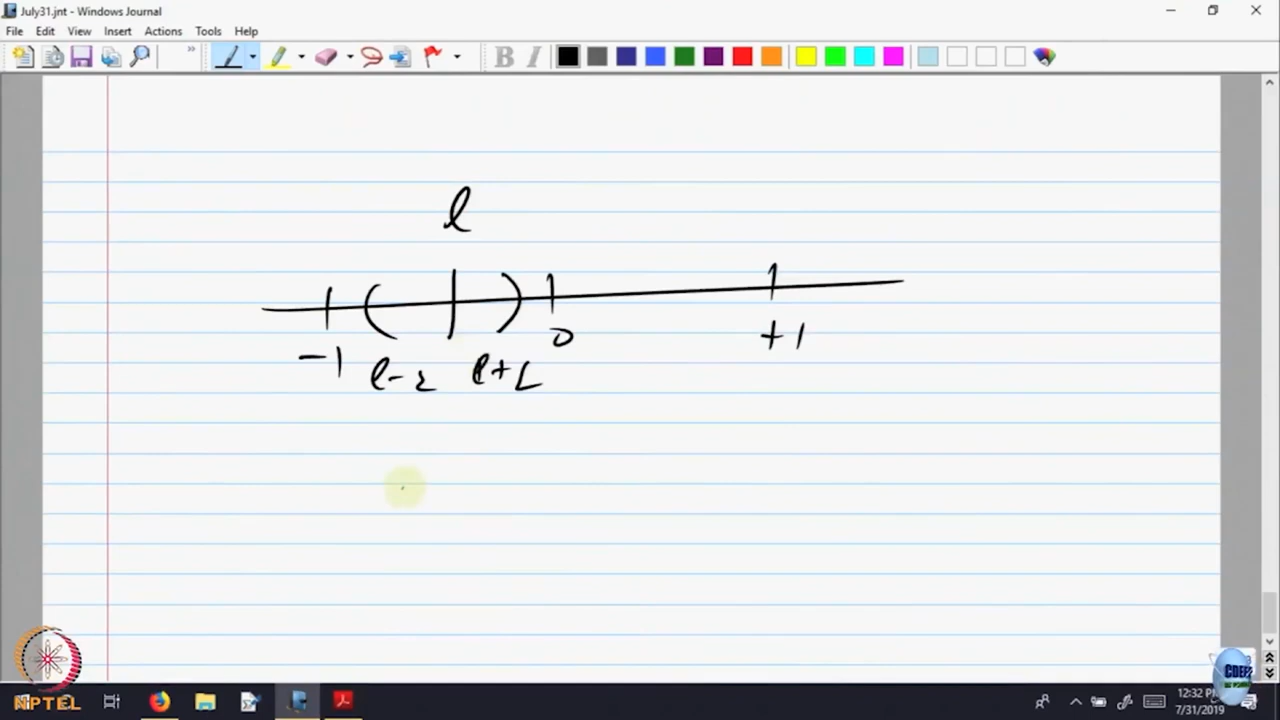 July31.jnt - Windows Journal
File Edit View Insert Actions Tools Help
B I
l
0 +1
-1
l-ε l+ε
NPTEL
CDEEP
12:32 PM
7/31/2019